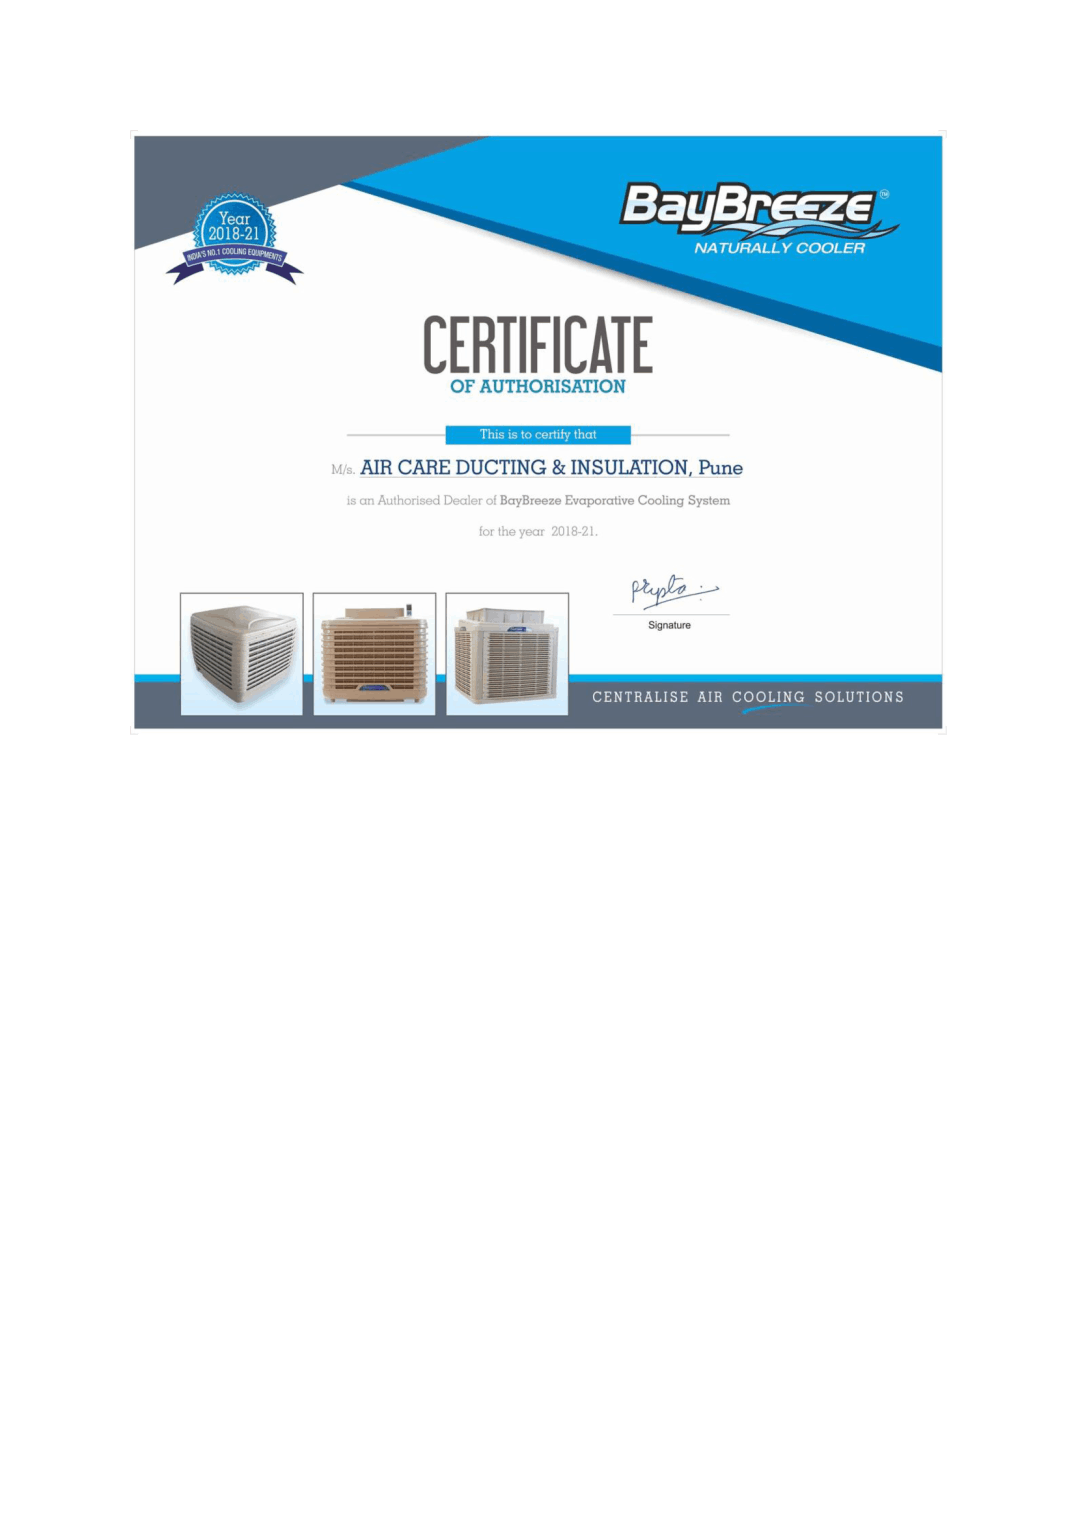 Year
2018-21
INDIA'S NO.1 COOLING EQUIPMENTS
BayBreeze™
NATURALLY COOLER
CERTIFICATE
OF AUTHORISATION
This is to certify that
M/s. AIR CARE DUCTING & INSULATION, Pune
is an Authorised Dealer of BayBreeze Evaporative Cooling System
for the year 2018-21.
Signature
CENTRALISE AIR COOLING SOLUTIONS